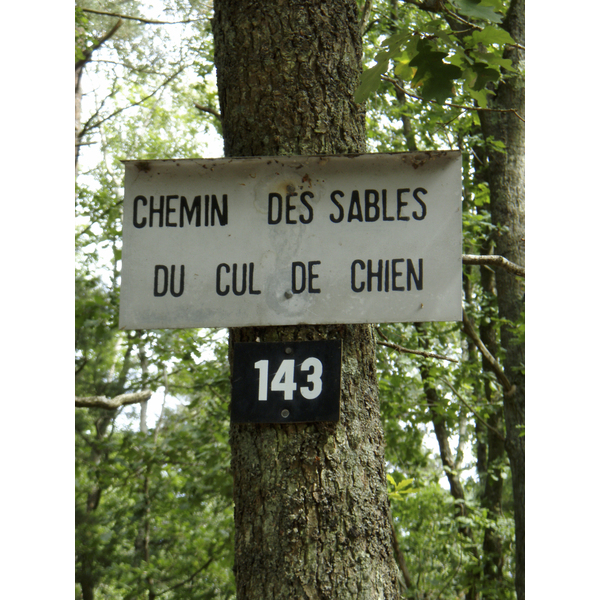 CHEMIN DES SABLES
DU CUL DE CHIEN
143